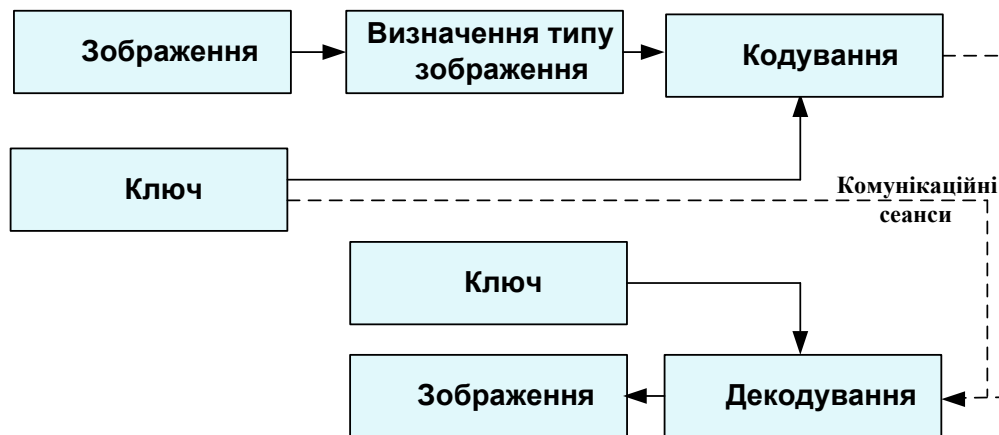 Зображення
Визначення типу
зображення
Кодування
Ключ
Комунікаційні
сеанси
Ключ
Зображення
Декодування